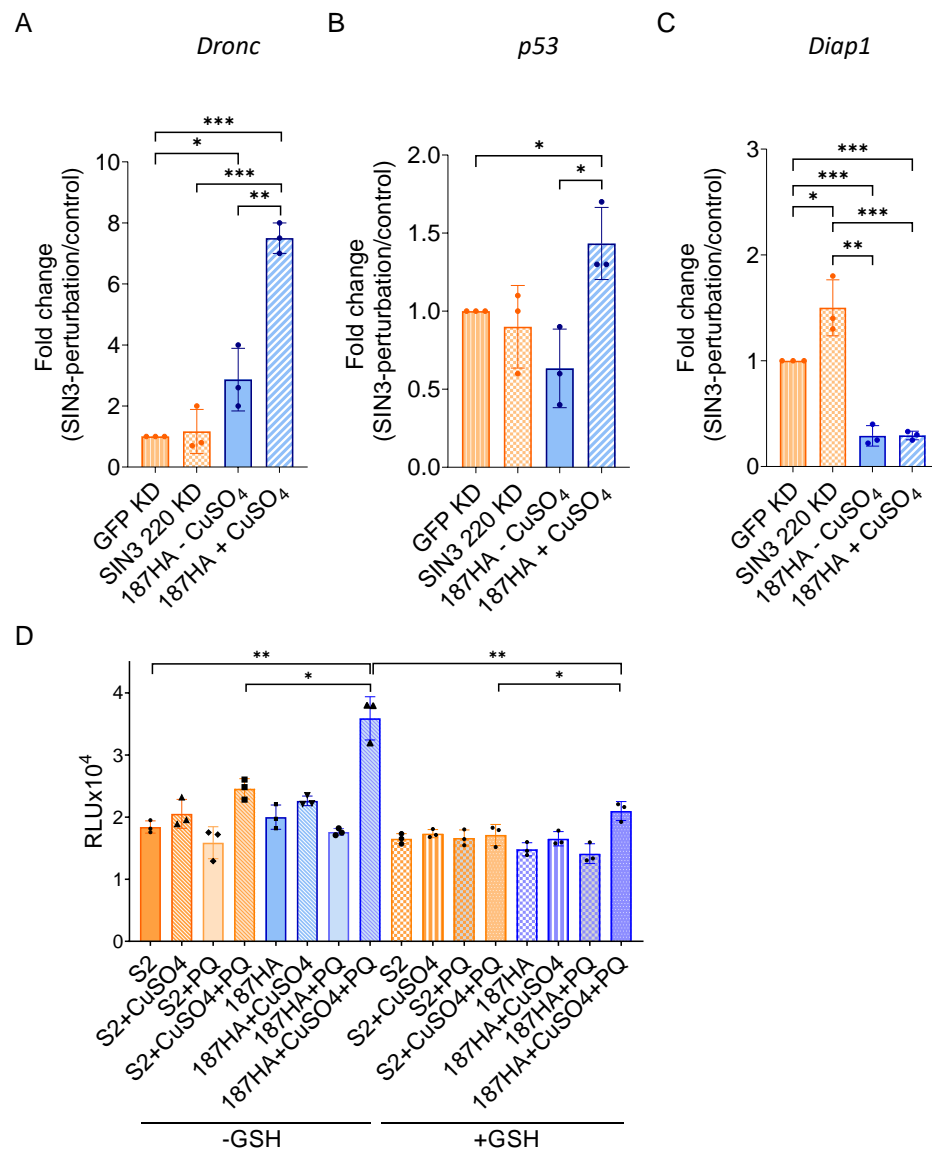 A
Dronc
***
*
***
**
10
8
6
4
2
0
Fold change
(SIN3-perturbation/control)
GFP KD
SIN3 220 KD
187HA - CuSO₄
187HA + CuSO₄
B
p53
*
*
2.0
1.5
1.0
0.5
0.0
Fold change
(SIN3-perturbation/control)
GFP KD
SIN3 220 KD
187HA - CuSO₄
187HA + CuSO₄
C
Diap1
***
***
*
***
**
3
2
1
0
Fold change
(SIN3-perturbation/control)
GFP KD
SIN3 220 KD
187HA - CuSO₄
187HA + CuSO₄
D
**
**
*
*
4
3
2
1
0
RLUx10⁴
S2
S2+CuSO4
S2+PQ
S2+CuSO4+PQ
187HA
187HA+CuSO4
187HA+PQ
187HA+CuSO4+PQ
S2
S2+CuSO4
S2+PQ
S2+CuSO4+PQ
187HA
187HA+CuSO4
187HA+PQ
187HA+CuSO4+PQ
-GSH
+GSH